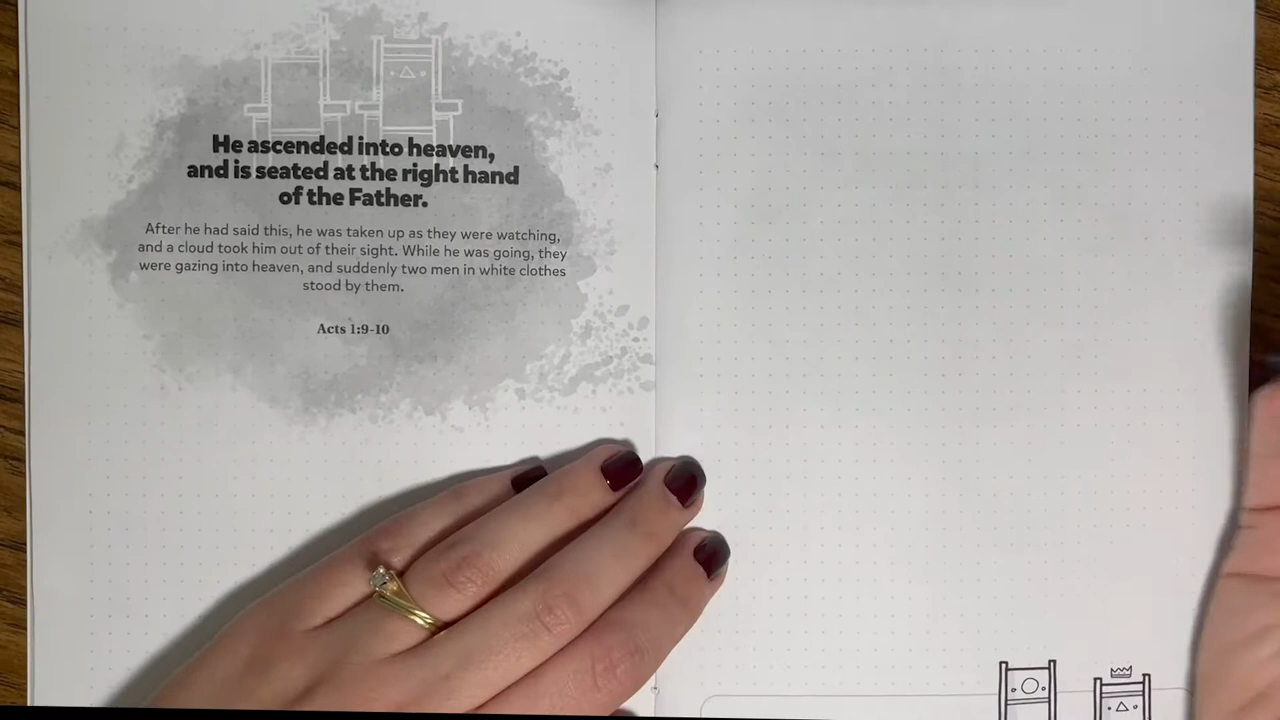 He ascended into heaven,
and is seated at the right hand
of the Father.
After he had said this, he was taken up as they were watching,
and a cloud took him out of their sight. While he was going, they
were gazing into heaven, and suddenly two men in white clothes
stood by them.
Acts 1:9-10